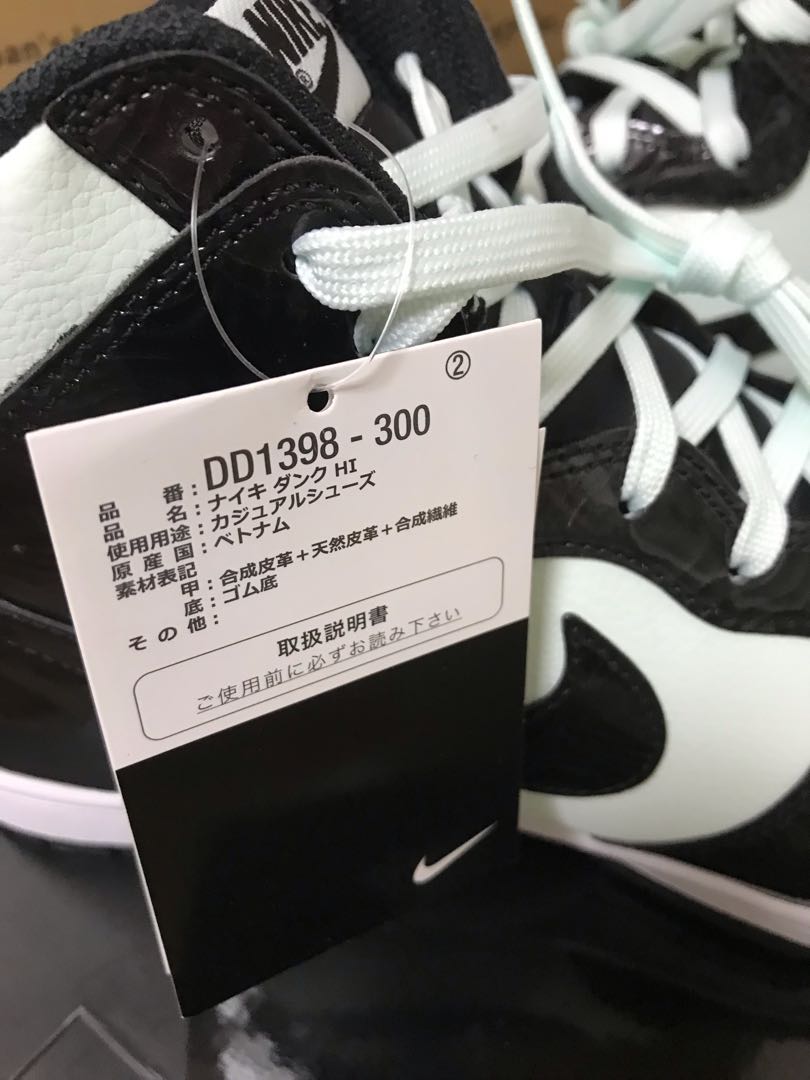 NIKE
②
品番：DD1398 - 300
品名：ナイキ ダンク HI
使用用途：カジュアルシューズ
原産国：ベトナム
素材表記
甲：合成皮革＋天然皮革＋合成繊維
底：ゴム底
その他：
取扱説明書
ご使用前に必ずお読み下さい